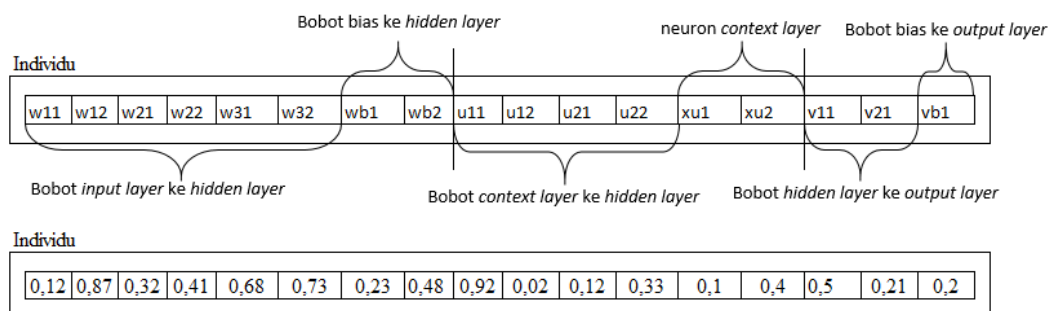 Bobot bias ke hidden layer
neuron context layer
Bobot bias ke output layer
Individu
w11 w12 w21 w22 w31 w32 wb1 wb2 u11 u12 u21 u22 xu1 xu2 v11 v21 vb1
Bobot input layer ke hidden layer
Bobot context layer ke hidden layer
Bobot hidden layer ke output layer
Individu
0,12 0,87 0,32 0,41 0,68 0,73 0,23 0,48 0,92 0,02 0,12 0,33 0,1 0,4 0,5 0,21 0,2